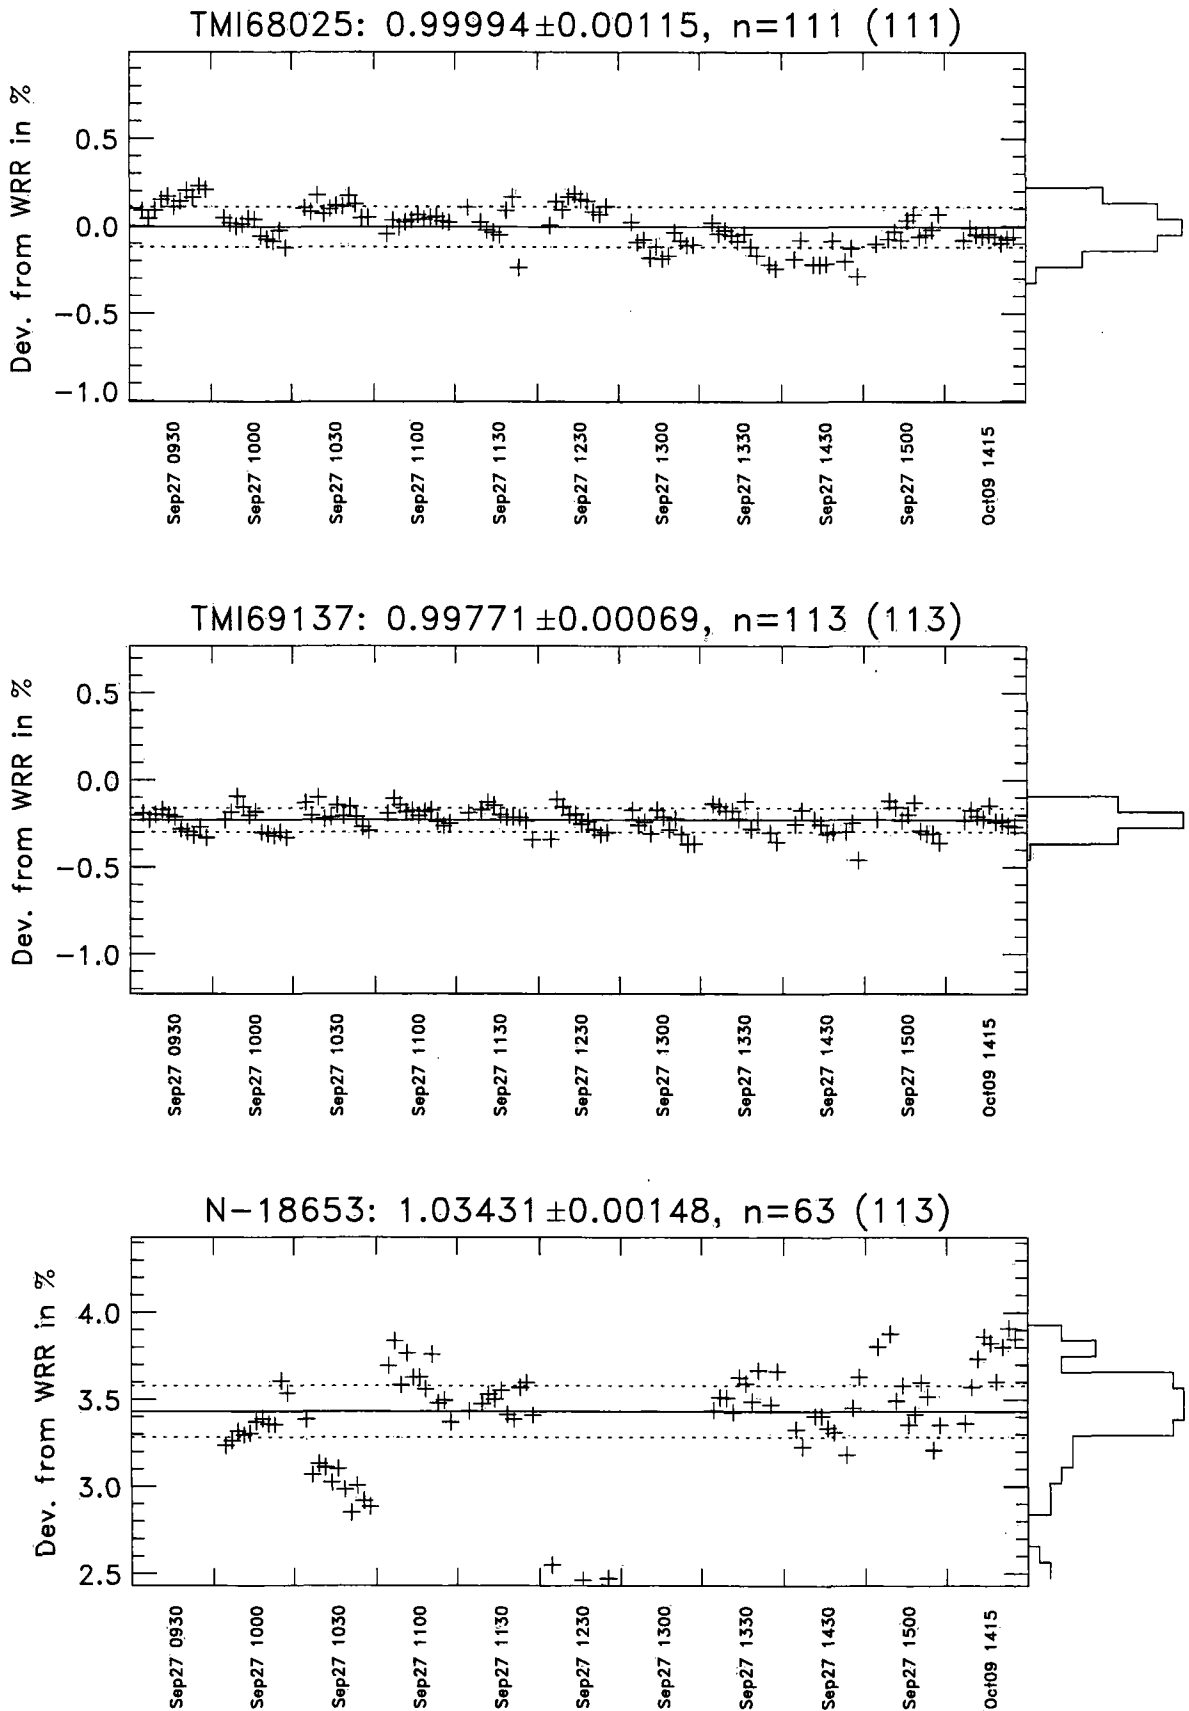 TMI68025: 0.99994±0.00115, n=111 (111)
Dev. from WRR in %
0.5
0.0
−0.5
−1.0
Sep27 0930
Sep27 1000
Sep27 1030
Sep27 1100
Sep27 1130
Sep27 1230
Sep27 1300
Sep27 1330
Sep27 1430
Sep27 1500
Oct09 1415
TMI69137: 0.99771±0.00069, n=113 (113)
Dev. from WRR in %
0.5
0.0
−0.5
−1.0
Sep27 0930
Sep27 1000
Sep27 1030
Sep27 1100
Sep27 1130
Sep27 1230
Sep27 1300
Sep27 1330
Sep27 1430
Sep27 1500
Oct09 1415
N−18653: 1.03431±0.00148, n=63 (113)
Dev. from WRR in %
4.0
3.5
3.0
2.5
Sep27 0930
Sep27 1000
Sep27 1030
Sep27 1100
Sep27 1130
Sep27 1230
Sep27 1300
Sep27 1330
Sep27 1430
Sep27 1500
Oct09 1415